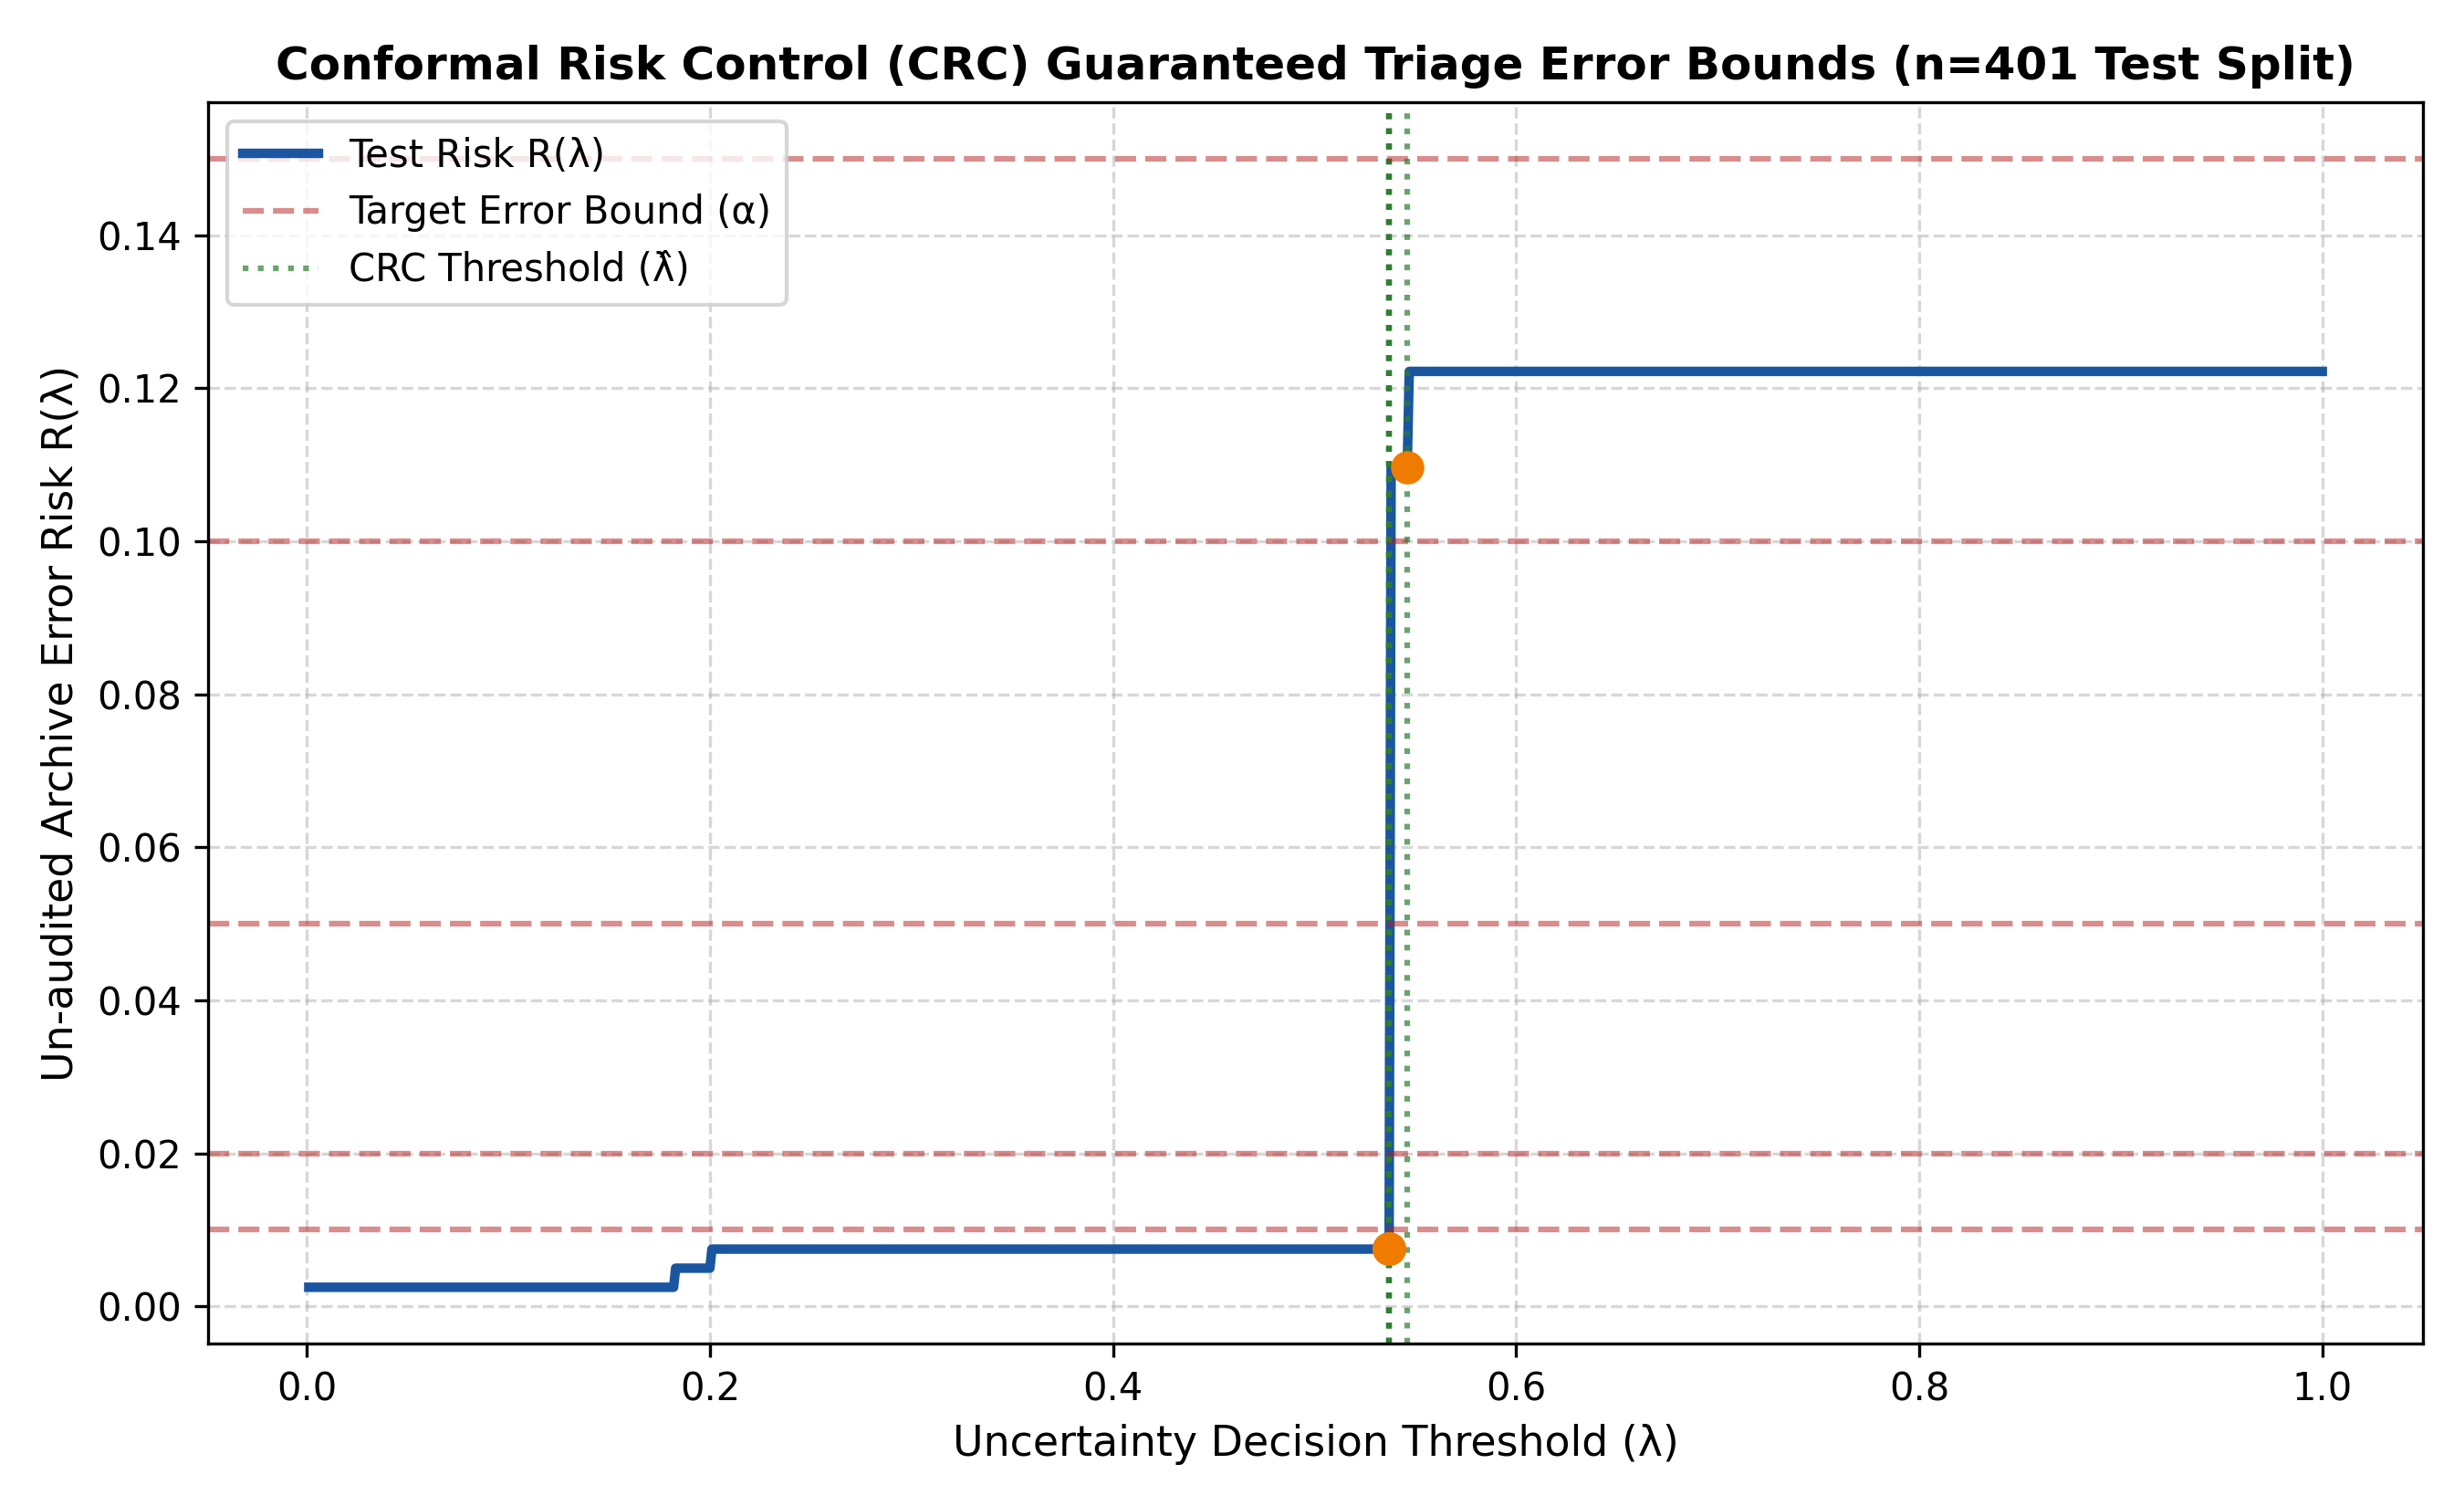 Conformal Risk Control (CRC) Guaranteed Triage Error Bounds (n=401 Test Split)
Test Risk R(λ)
Target Error Bound (α)
CRC Threshold (λ̂)
Un-audited Archive Error Risk R(λ)
0.14
0.12
0.10
0.08
0.06
0.04
0.02
0.00
0.0 0.2 0.4 0.6 0.8 1.0
Uncertainty Decision Threshold (λ)